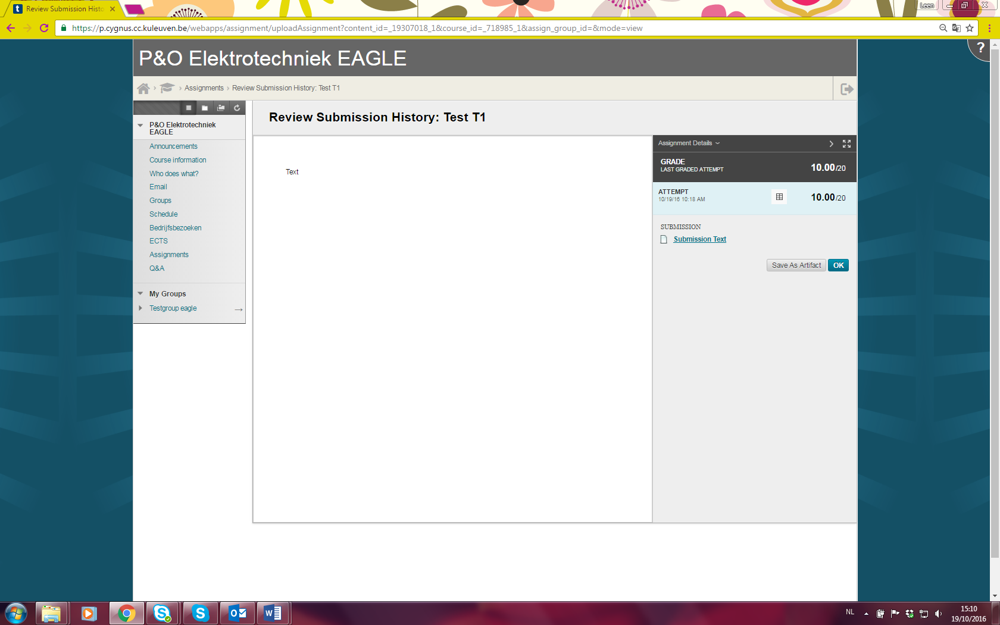 Review Submission Histo
Leen
https://p.cygnus.cc.kuleuven.be/webapps/assignment/uploadAssignment?content_id=_19307018_1&course_id=_718985_1&assign_group_id=&mode=view
P&O Elektrotechniek EAGLE
?
Assignments › Review Submission History: Test T1
P&O Elektrotechniek
EAGLE
Announcements
Course information
Who does what?
Email
Groups
Schedule
Bedrijfsbezoeken
ECTS
Assignments
Q&A
My Groups
Testgroup eagle
Review Submission History: Test T1
Text
Assignment Details
GRADE
LAST GRADED ATTEMPT
10.00/20
ATTEMPT
10/19/16 10:18 AM
10.00/20
SUBMISSION
Submission Text
Save As Artifact
OK
NL
15:10
19/10/2016